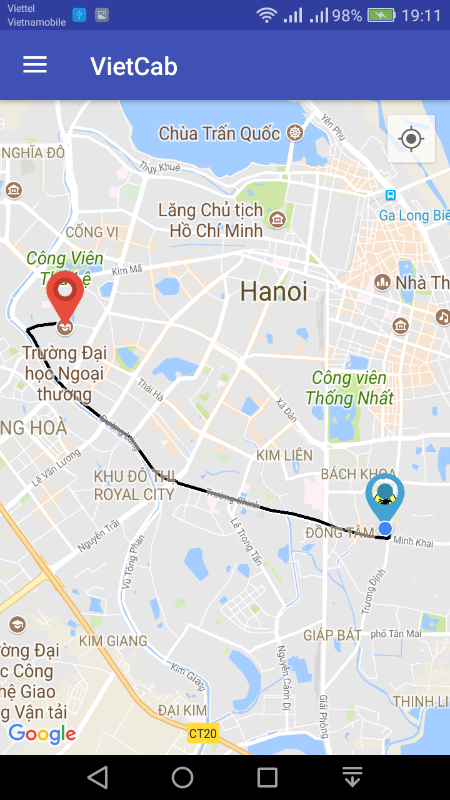 Viettel
Vietnamobile
98%
19:11
VietCab
Chùa Trấn Quốc
Yên Phụ
NGHĨA ĐÔ
Thụy Khuê
Lăng Chủ tịch
Hồ Chí Minh
Ga Long Biê
CỐNG VỊ
Công Viên
Kim Mã
Hanoi
Nhà Th
Trường Đại
học Ngoại
thương
Thái Hà
Công viên
Thống Nhất
Xã Đàn
NG HOÀ
Đường Láng
Lê Văn Lương
KIM LIÊN
BÁCH KHOA
KHU ĐÔ THỊ
ROYAL CITY
Trường Chinh
Lê Trọng Tấn
ĐỒNG TÂM
Minh Khai
Nguyễn Trãi
Vũ Tông Phan
Trương Định
ờng Đại
c Công
hệ Giao
g Vận tải
KIM GIANG
GIÁP BÁT
phố Tân Mai
Kim Giang
Nguyễn Cảnh Dị
Giải Phóng
ĐẠI KIM
THỊNH LI
CT20
Google